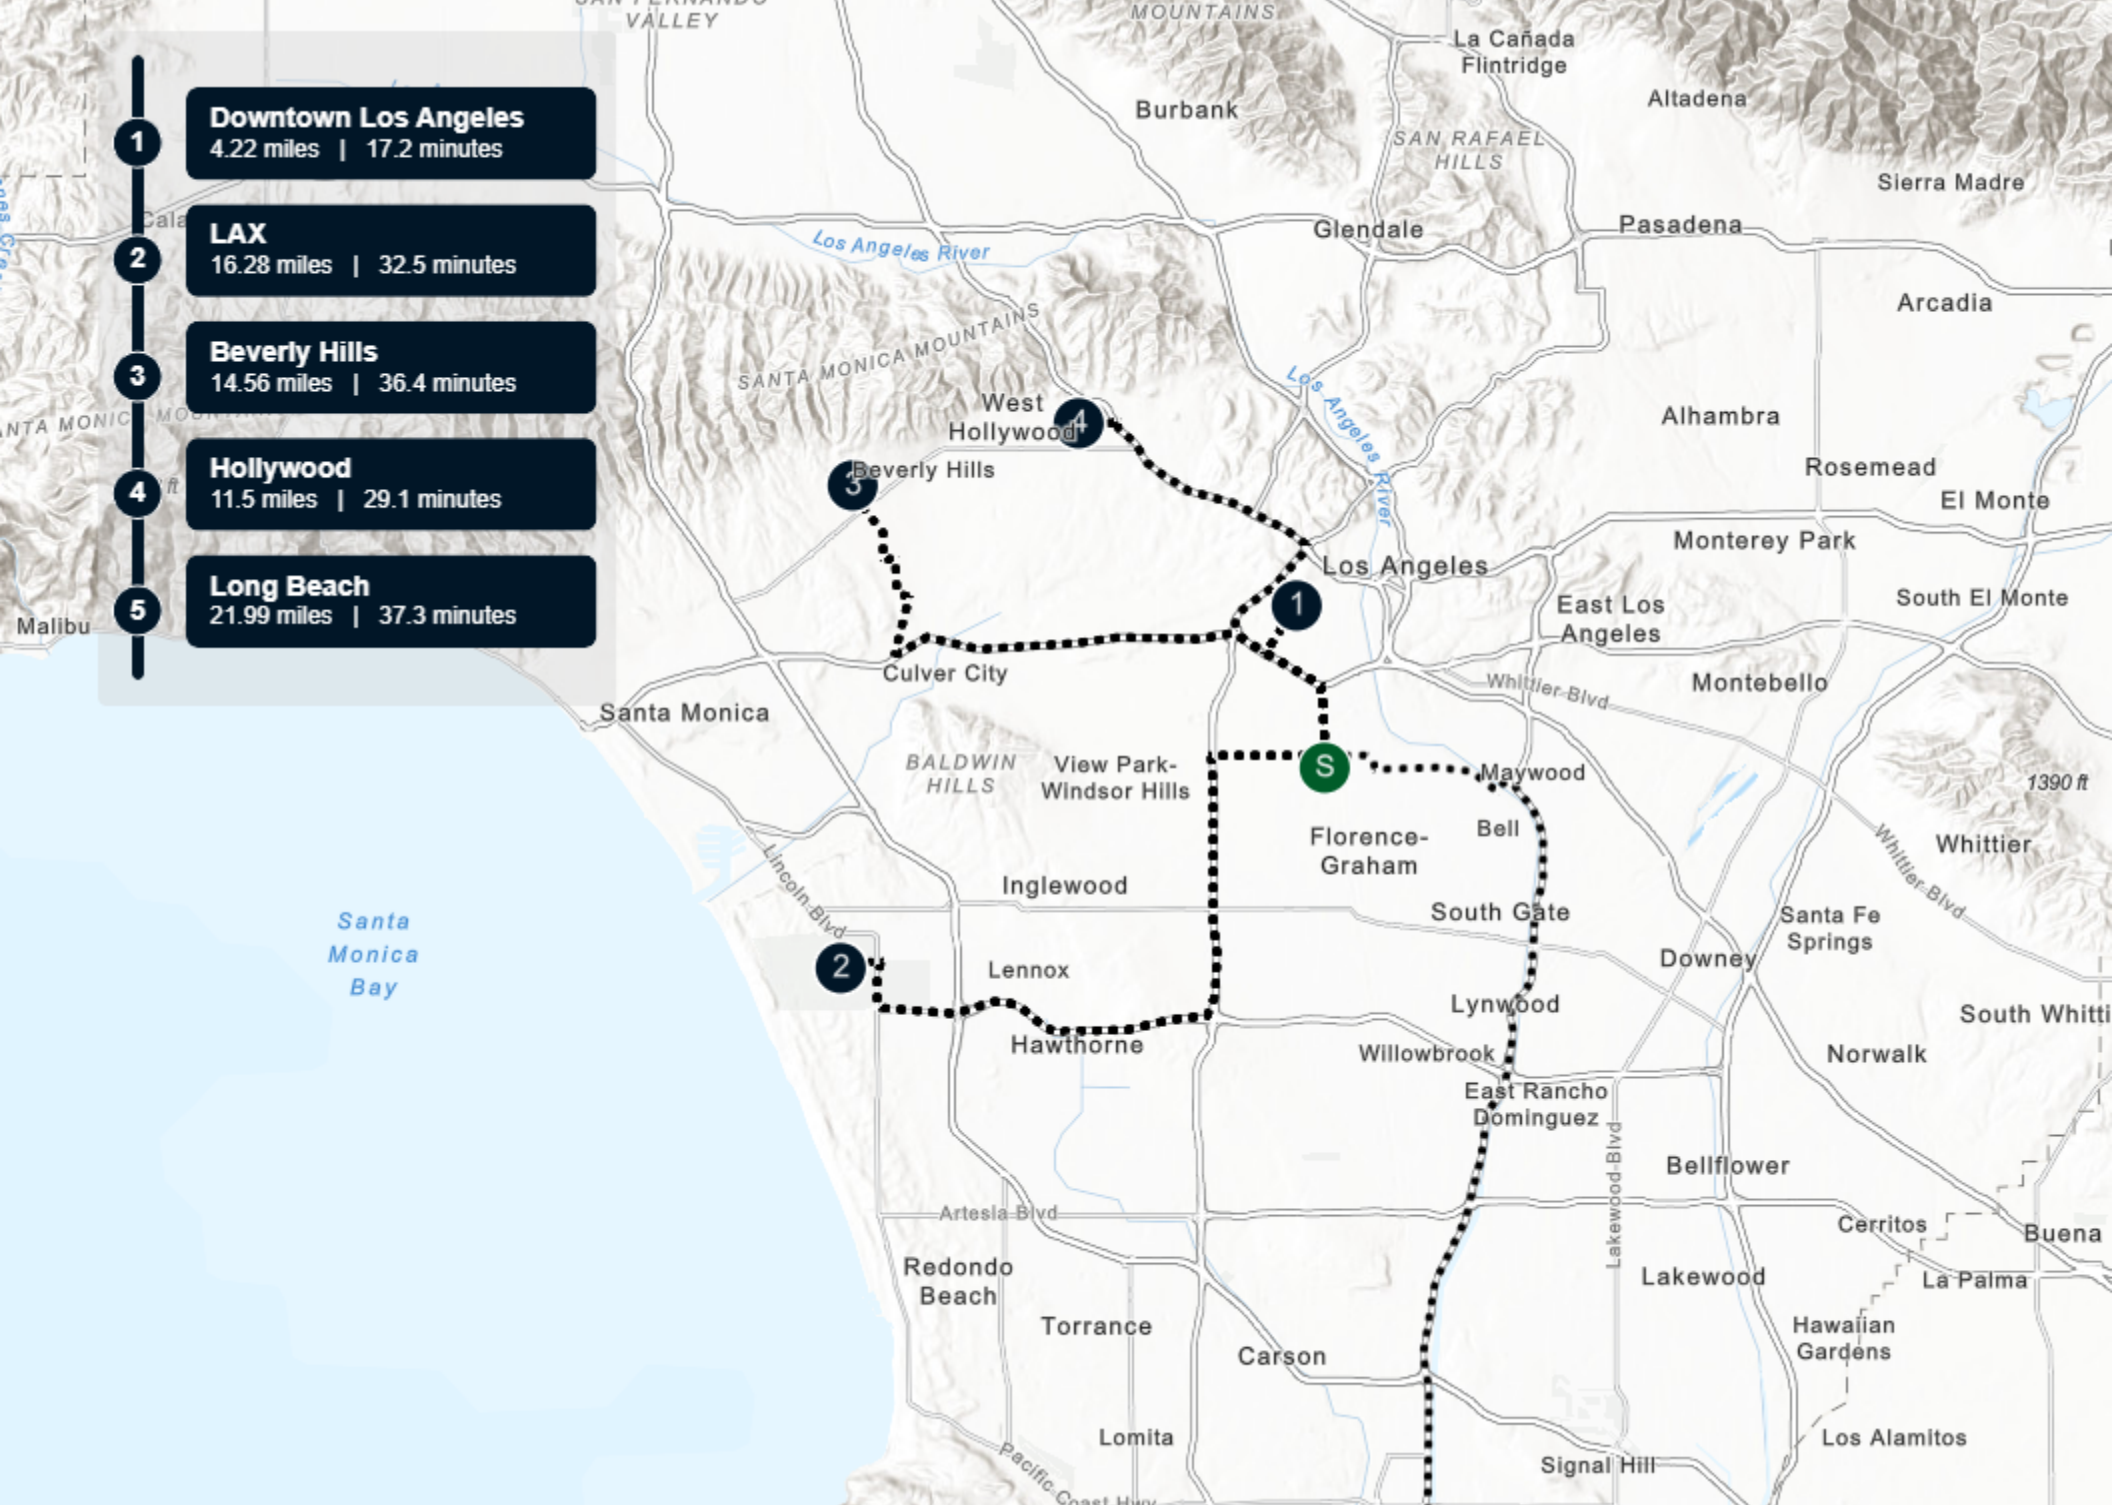 SAN FERNANDO
VALLEY
MOUNTAINS
La Cañada
Flintridge
Altadena
Burbank
SAN RAFAEL
HILLS
Sierra Madre
Pasadena
Glendale
Los Angeles River
Arcadia
SANTA MONICA MOUNTAINS
1
Downtown Los Angeles
4.22 miles | 17.2 minutes
2
LAX
16.28 miles | 32.5 minutes
3
Beverly Hills
14.56 miles | 36.4 minutes
4
Hollywood
11.5 miles | 29.1 minutes
5
Long Beach
21.99 miles | 37.3 minutes
Cala
ft
Malibu
West
Hollywood
4
Los Angeles River
Alhambra
Beverly Hills
3
Rosemead
El Monte
Monterey Park
Los Angeles
1
East Los
Angeles
South El Monte
Culver City
Whittier Blvd
Montebello
Santa Monica
BALDWIN
HILLS
View Park-
Windsor Hills
S
Maywood
1390 ft
Bell
Florence-
Graham
Whittier Blvd
Whittier
Lincoln Blvd
Inglewood
South Gate
Santa Fe
Springs
Santa
Monica
Bay
2
Lennox
Downey
Lynwood
South Whitti
Hawthorne
Willowbrook
Norwalk
East Rancho
Dominguez
Lakewood Blvd
Bellflower
Artesia Blvd
Cerritos
Buena
Redondo
Beach
Lakewood
La Palma
Torrance
Hawaiian
Gardens
Carson
Lomita
Los Alamitos
Pacific Coast Hwy
Signal Hill